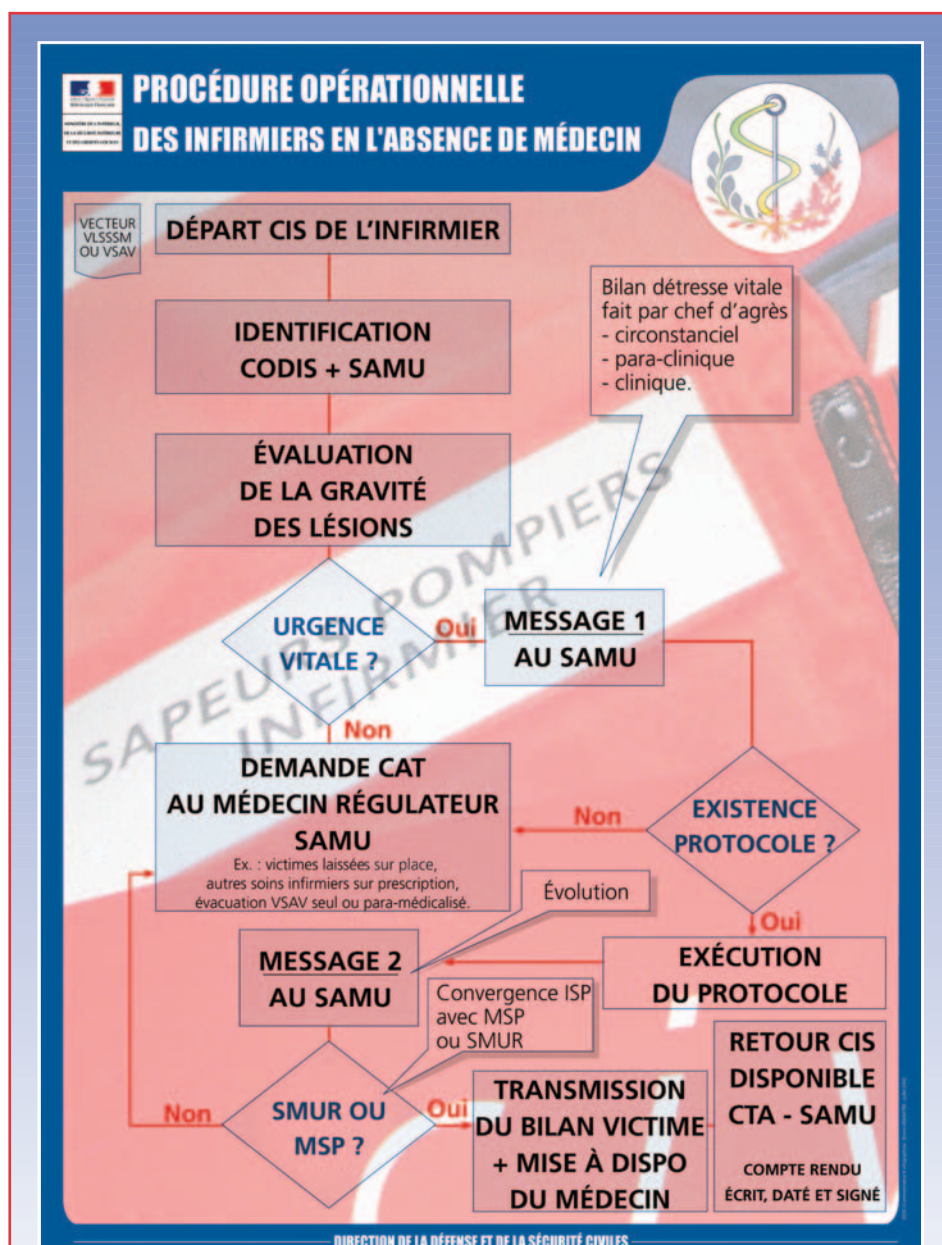 PROCÉDURE OPÉRATIONNELLE
DES INFIRMIERS EN L'ABSENCE DE MÉDECIN
VECTEUR
VLSSSM
OU VSAV
DÉPART CIS DE L'INFIRMIER
IDENTIFICATION
CODIS + SAMU
Bilan détresse vitale
fait par chef d'agrès
- circonstanciel
- para-clinique
- clinique.
ÉVALUATION
DE LA GRAVITÉ
DES LÉSIONS
SAPEURS POMPIERS
INFIRMIER
URGENCE
VITALE ?
Oui
MESSAGE 1
AU SAMU
Non
DEMANDE CAT
AU MÉDECIN RÉGULATEUR
SAMU
Ex. : victimes laissées sur place,
autres soins infirmiers sur prescription,
évacuation VSAV seul ou para-médicalisé.
Non
EXISTENCE
PROTOCOLE ?
Oui
Évolution
MESSAGE 2
AU SAMU
EXÉCUTION
DU PROTOCOLE
Convergence ISP
avec MSP
ou SMUR
Non
SMUR OU
MSP ?
Oui
TRANSMISSION
DU BILAN VICTIME
+ MISE À DISPO
DU MÉDECIN
RETOUR CIS
DISPONIBLE
CTA - SAMU
COMPTE RENDU
ÉCRIT, DATÉ ET SIGNÉ
DIRECTION DE LA DÉFENSE ET DE LA SÉCURITÉ CIVILES